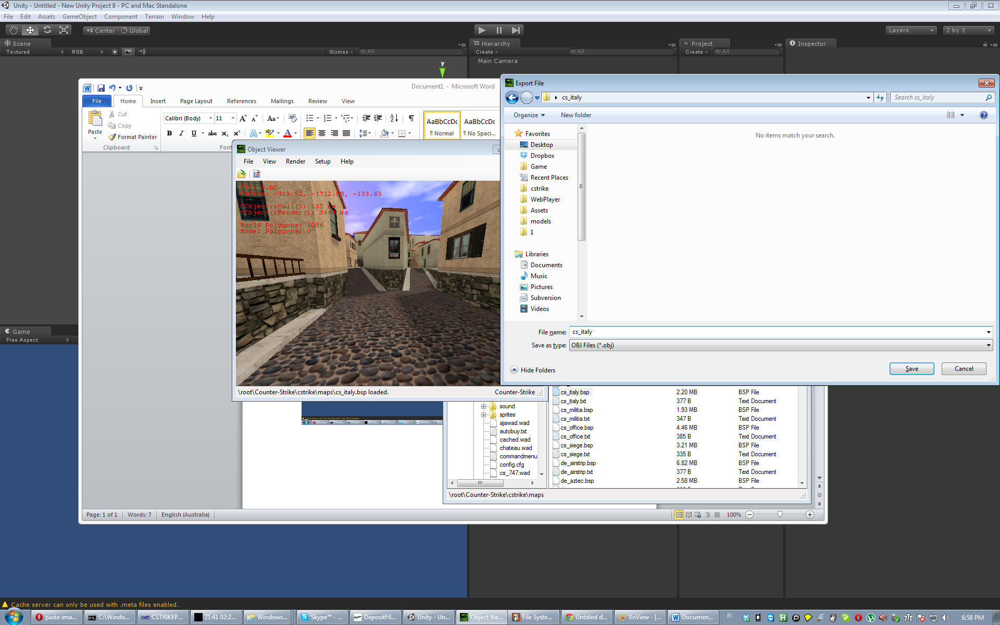 Unity - Untitled - New Unity Project 8 - PC and Mac Standalone
File Edit Assets GameObject Component Terrain Window Help
Center Global
Layers 2 by 3
Scene
Hierarchy
Project
Inspector
Textured RGB Gizmos All
Create All
Create All
Main Camera
y
Document1 - Microsoft Word
File Home Insert Page Layout References Mailings Review View
Paste
Cut
Copy
Format Painter
Clipboard
Calibri (Body) 11
AaBbCcDc AaBbCcDc
¶ Normal ¶ No Spaci...
Font
Export File
cs_italy
Search cs_italy
Organize New folder
Favorites
Desktop
Dropbox
Game
Recent Places
cstrike
WebPlayer
Assets
models
1
Libraries
Documents
Music
Pictures
Subversion
Videos
No items match your search.
File name: cs_italy
Save as type: OBJ Files (*.obj)
Hide Folders
Save Cancel
Object Viewer
File View Render Setup Help
-719.52, -1712.88, -133.63
CObject::Cull(): 135 ms
CObject::Render(): 3664 ms
World Polygons: 1086
Model Polygons: 0
\root\Counter-Strike\cstrike\maps\cs_italy.bsp loaded. Counter-Strike
sound
sprites
ajawad.wad
autobuy.txt
cached.wad
chateau.wad
commandmenu
config.cfg
cs_747.wad
cs_italy.bsp 2.20 MB BSP File
cs_italy.txt 377 B Text Document
cs_militia.bsp 1.93 MB BSP File
cs_militia.txt 347 B Text Document
cs_office.bsp 4.46 MB BSP File
cs_office.txt 385 B Text Document
cs_siege.bsp 3.21 MB BSP File
cs_siege.txt 335 B Text Document
de_airstrip.bsp 6.82 MB BSP File
de_airstrip.txt 377 B Text Document
de_aztec.bsp 2.58 MB BSP File
\root\Counter-Strike\cstrike\maps
Page: 1 of 1 Words: 7 English (Australia) 100%
Game
Free Aspect
Cache server can only be used with .meta files enabled.
paste ima... C:\Windo... CSTRIKEP... 21:41 02:2... Windows... Skype™ - ... DepositFil... Unity - Un... Object Vie... File Syste... Untitled d... XnView - [... Documen... FI 6:58 PM